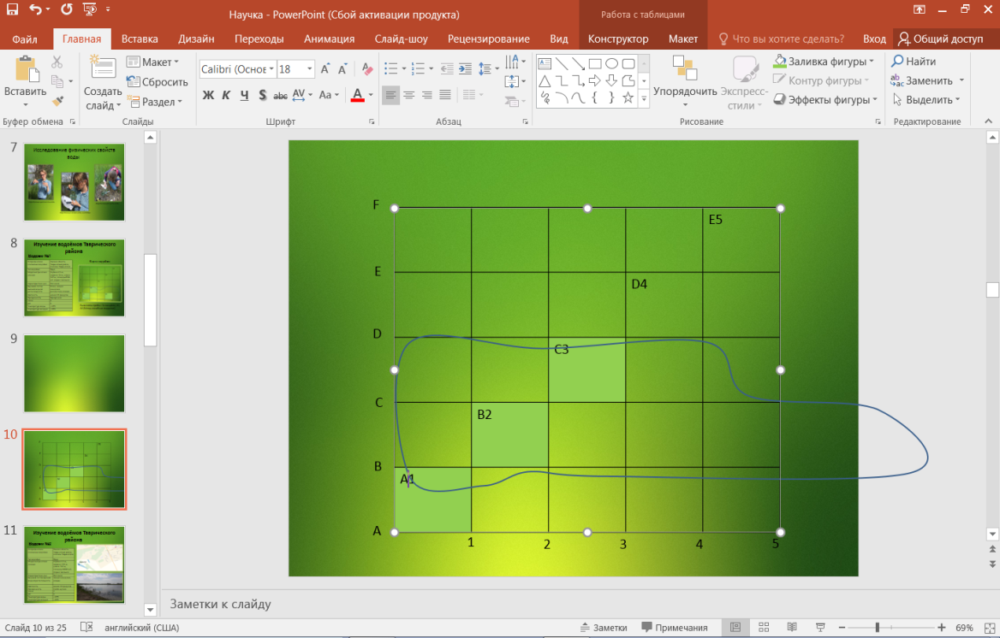 Научка - PowerPoint (Сбой активации продукта)
Работа с таблицами
Файл Главная Вставка Дизайн Переходы Анимация Слайд-шоу Рецензирование Вид Конструктор Макет Что вы хотите сделать? Вход Общий доступ
Вставить
Буфер обмена
Создать слайд
Макет
Сбросить
Раздел
Слайды
Calibri (Основ 18
Ж К Ч S abc AV Aa A
Шрифт
Абзац
Упорядочить
Экспресс-стили
Заливка фигуры
Контур фигуры
Эффекты фигуры
Рисование
Найти
Заменить
Выделить
Редактирование
7
Исследование физических свойств
воды
8
Изучение водоёмов Таврического
района
Водоем №1
9
10
11
Изучение водоёмов Таврического
района
F
E5
E
D4
D
C3
C
B2
B
A1
A
1 2 3 4 5
Заметки к слайду
Слайд 10 из 25 английский (США) Заметки Примечания 69%